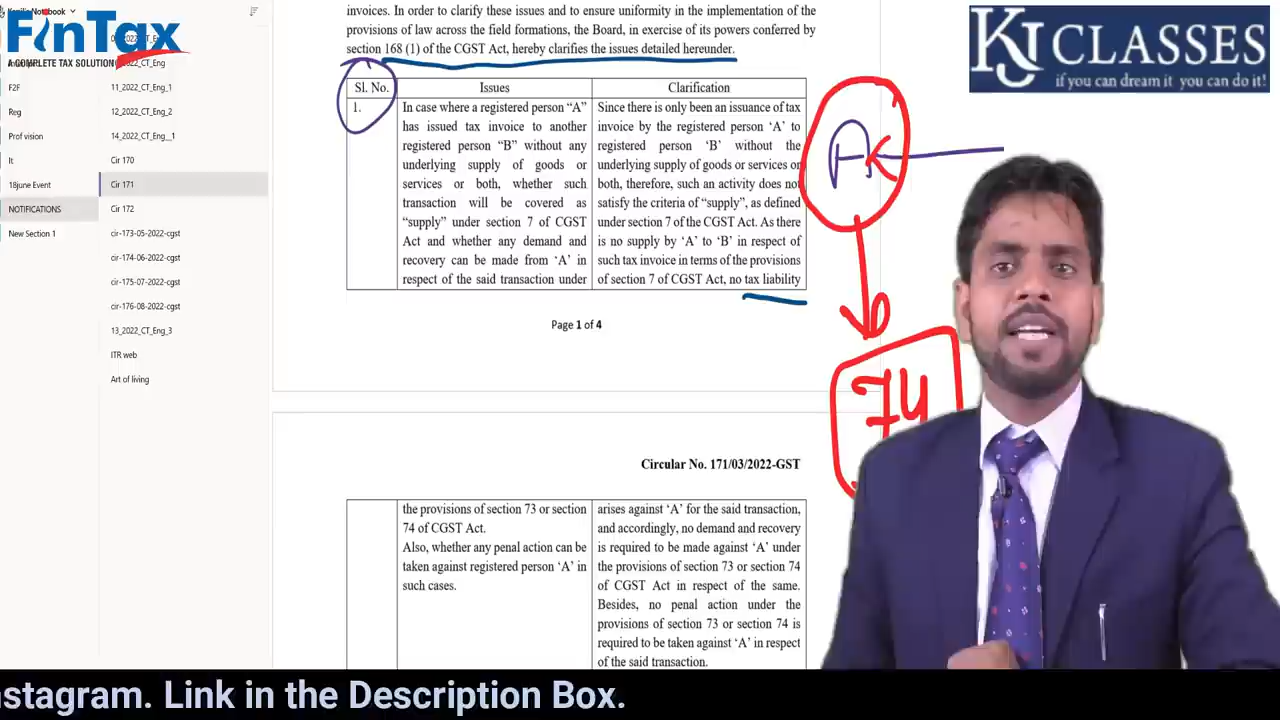 FinTax
A COMPLETE TAX SOLUTION
Notebook
F2F
Reg
Prof vision
It
18june Event
NOTIFICATIONS
New Section 1
_2022_CT_Eng
11_2022_CT_Eng_1
12_2022_CT_Eng_2
14_2022_CT_Eng__1
Cir 170
Cir 171
Cir 172
cir-173-05-2022-cgst
cir-174-06-2022-cgst
cir-175-07-2022-cgst
cir-176-08-2022-cgst
13_2022_CT_Eng_3
ITR web
Art of living
invoices. In order to clarify these issues and to ensure uniformity in the implementation of the
provisions of law across the field formations, the Board, in exercise of its powers conferred by
section 168 (1) of the CGST Act, hereby clarifies the issues detailed hereunder.
Sl. No.
Issues
Clarification
1.
In case where a registered person “A”
has issued tax invoice to another
registered person “B” without any
underlying supply of goods or
services or both, whether such
transaction will be covered as
“supply” under section 7 of CGST
Act and whether any demand and
recovery can be made from ‘A’ in
respect of the said transaction under
Since there is only been an issuance of tax
invoice by the registered person ‘A’ to
registered person ‘B’ without the
underlying supply of goods or services or
both, therefore, such an activity does not
satisfy the criteria of “supply”, as defined
under section 7 of the CGST Act. As there
is no supply by ‘A’ to ‘B’ in respect of
such tax invoice in terms of the provisions
of section 7 of CGST Act, no tax liability
Page 1 of 4
Circular No. 171/03/2022-GST
the provisions of section 73 or section
74 of CGST Act.
Also, whether any penal action can be
taken against registered person ‘A’ in
such cases.
arises against ‘A’ for the said transaction,
and accordingly, no demand and recovery
is required to be made against ‘A’ under
the provisions of section 73 or section 74
of CGST Act in respect of the same.
Besides, no penal action under the
provisions of section 73 or section 74 is
required to be taken against ‘A’ in respect
of the said transaction.
AK
74
KJ CLASSES
if you can dream it you can do it!
nstagram. Link in the Description Box.